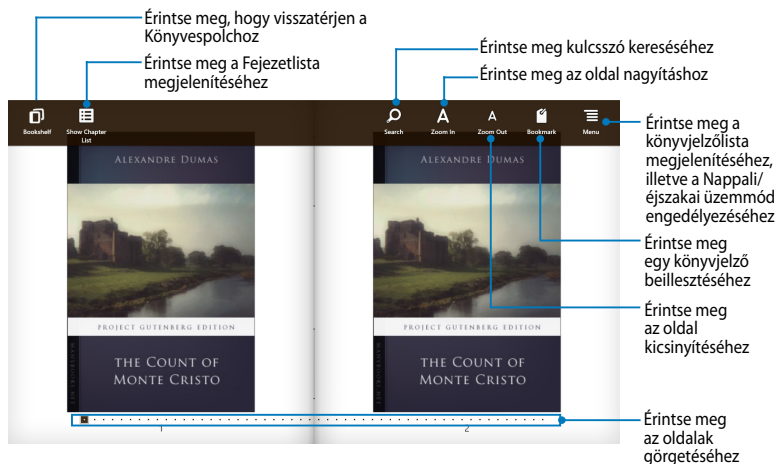 Érintse meg, hogy visszatérjen a
Könyvespolchoz
Érintse meg a Fejezetlista
megjelenítéséhez
Érintse meg kulcsszó kereséséhez
Érintse meg az oldal nagyításhoz
Bookshelf
Show Chapter
List
Search
Zoom In
Zoom Out
Bookmark
Menu
Érintse meg a
könyvjelzőlista
megjelenítéséhez,
illetve a Nappali/
éjszakai üzemmód
engedélyezéséhez
Érintse meg
egy könyvjelző
beillesztéséhez
Érintse meg
az oldal
kicsinyítéséhez
Érintse meg
az oldalak
görgetéséhez
Alexandre Dumas
PROJECT GUTENBERG EDITION
THE COUNT OF
MONTE CRISTO
1
Alexandre Dumas
PROJECT GUTENBERG EDITION
THE COUNT OF
MONTE CRISTO
2